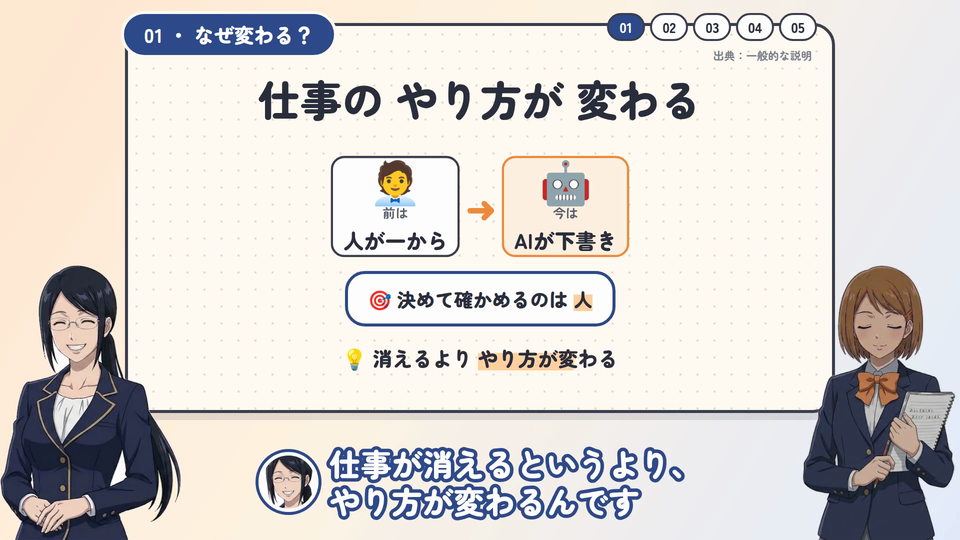 01 ・ なぜ変わる？
01 02 03 04 05
出典：一般的な説明
仕事の やり方が 変わる
前は
人が一から
今は
AIが下書き
決めて確かめるのは 人
消えるより やり方が変わる
仕事が消えるというより、
やり方が変わるんです